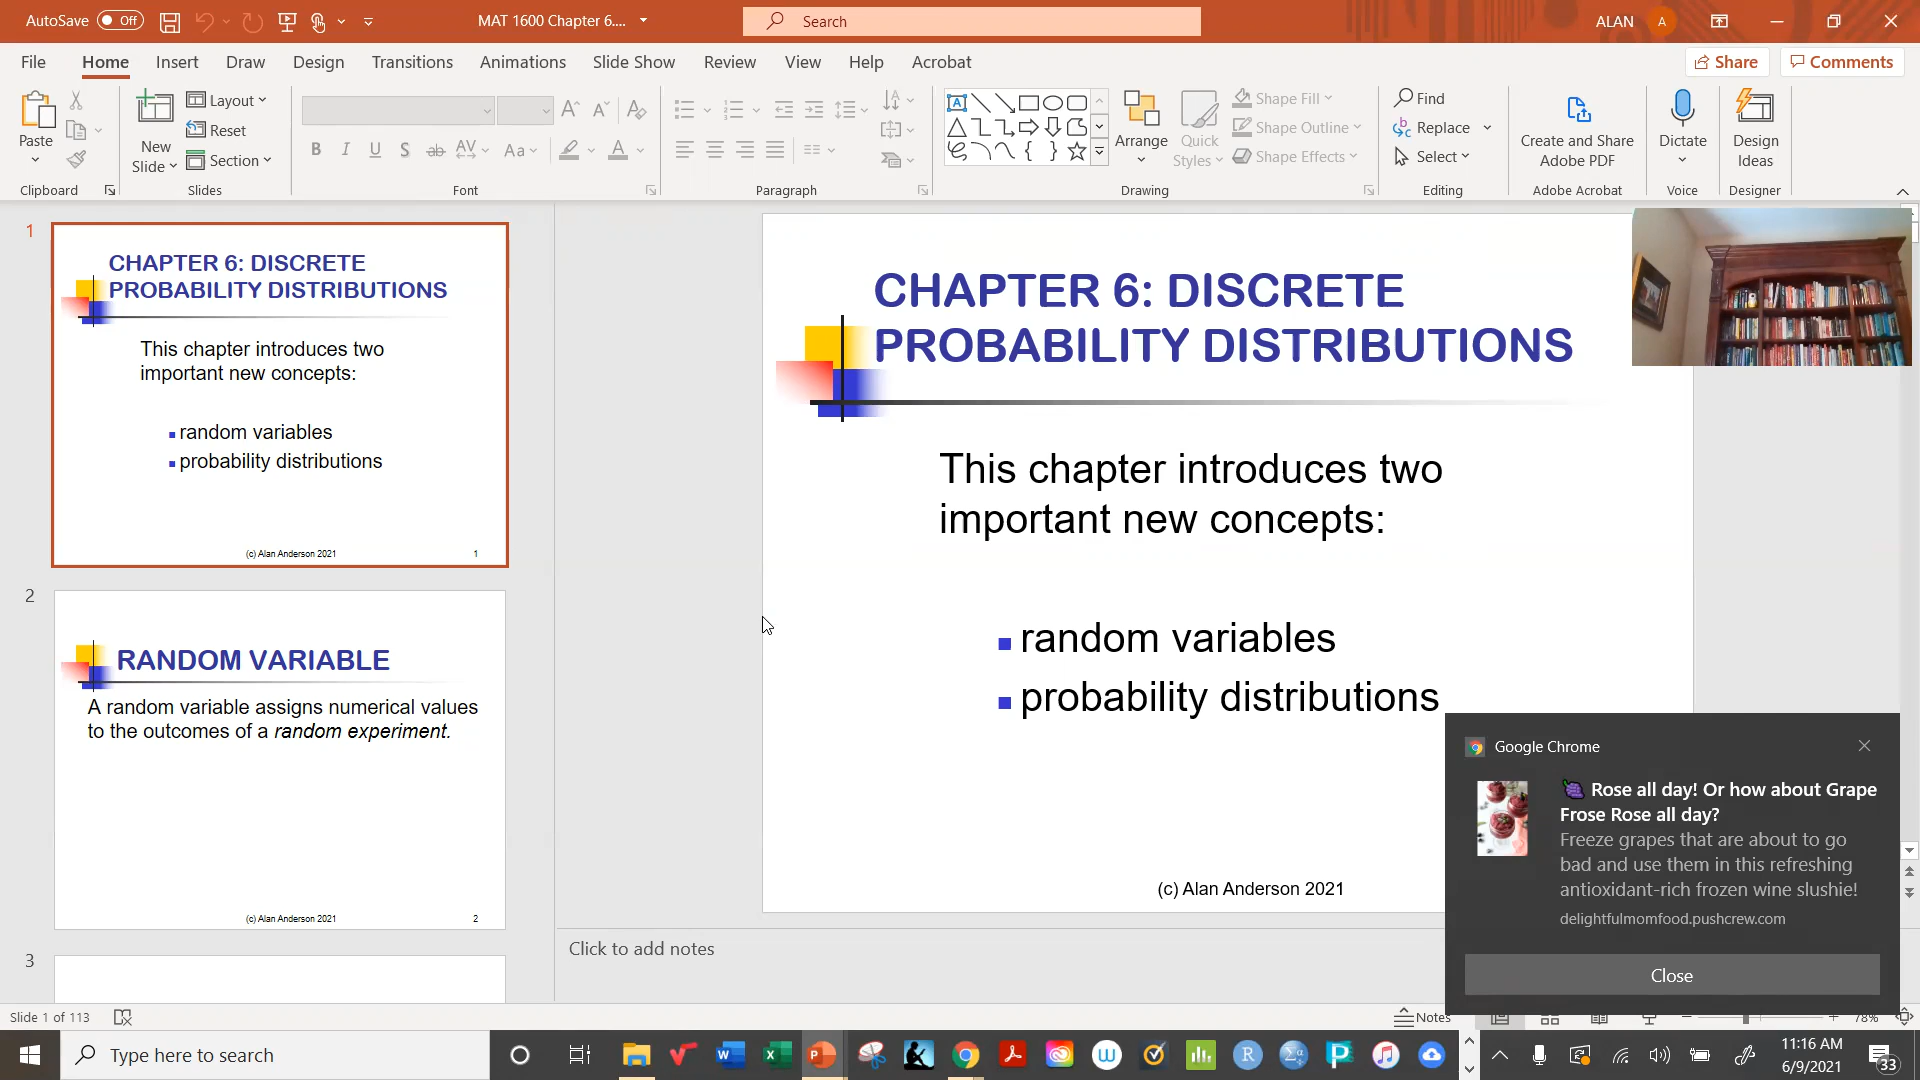 AutoSave Off
MAT 1600 Chapter 6....
Search
ALAN A
File Home Insert Draw Design Transitions Animations Slide Show Review View Help Acrobat
Share Comments
Paste
Clipboard
New Slide
Layout
Reset
Section
Slides
B I U S ab AV Aa A
Font
Paragraph
Arrange
Quick Styles
Shape Fill
Shape Outline
Shape Effects
Drawing
Find
Replace
Select
Editing
Create and Share Adobe PDF
Adobe Acrobat
Dictate
Voice
Design Ideas
Designer
1
CHAPTER 6: DISCRETE
PROBABILITY DISTRIBUTIONS
This chapter introduces two
important new concepts:
random variables
probability distributions
(c) Alan Anderson 2021 1
2
RANDOM VARIABLE
A random variable assigns numerical values
to the outcomes of a random experiment.
(c) Alan Anderson 2021 2
3
CHAPTER 6: DISCRETE
PROBABILITY DISTRIBUTIONS
This chapter introduces two
important new concepts:
random variables
probability distributions
(c) Alan Anderson 2021
Google Chrome
Rose all day! Or how about Grape
Frose Rose all day?
Freeze grapes that are about to go
bad and use them in this refreshing
antioxidant-rich frozen wine slushie!
delightfulmomfood.pushcrew.com
Close
Click to add notes
Slide 1 of 113
Notes
78%
Type here to search
11:16 AM
6/9/2021
33